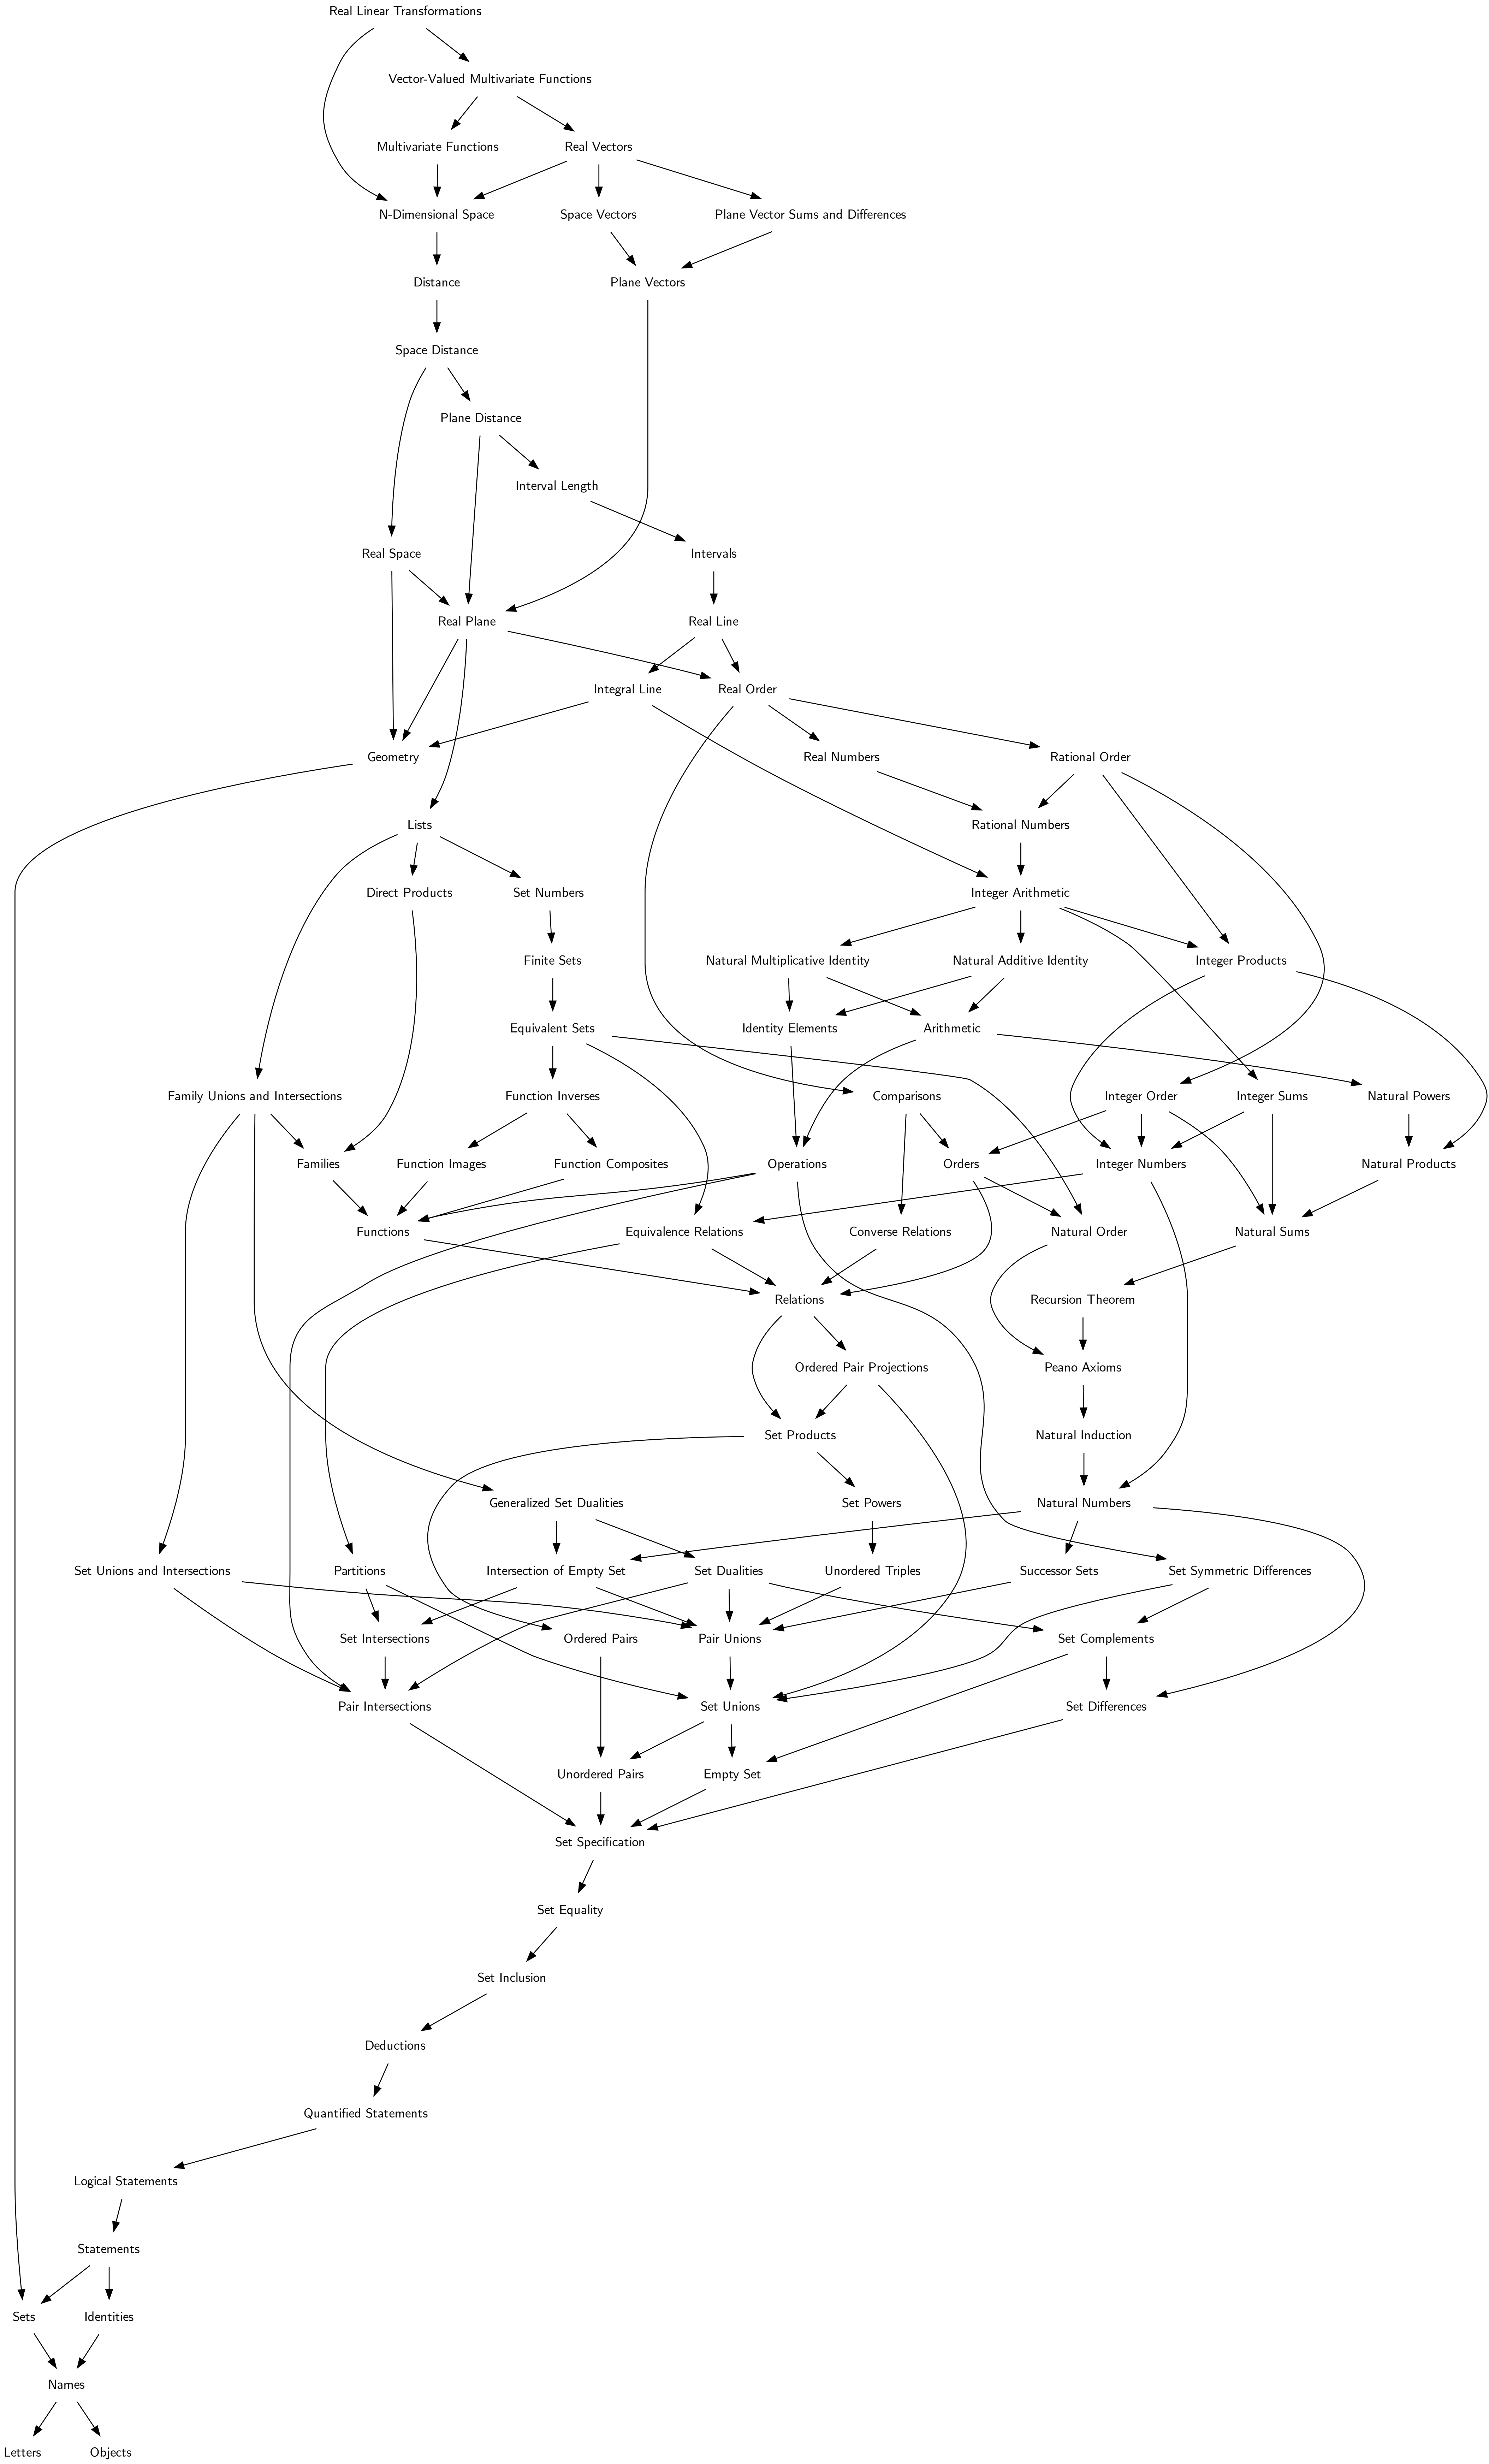 Real Linear Transformations
Vector-Valued Multivariate Functions
Multivariate Functions
Real Vectors
N-Dimensional Space
Space Vectors
Plane Vector Sums and Differences
Distance
Plane Vectors
Space Distance
Plane Distance
Interval Length
Real Space
Intervals
Real Plane
Real Line
Integral Line
Real Order
Geometry
Real Numbers
Rational Order
Lists
Rational Numbers
Direct Products
Set Numbers
Integer Arithmetic
Finite Sets
Natural Multiplicative Identity
Natural Additive Identity
Integer Products
Equivalent Sets
Identity Elements
Arithmetic
Family Unions and Intersections
Function Inverses
Comparisons
Integer Order
Integer Sums
Natural Powers
Families
Function Images
Function Composites
Operations
Orders
Integer Numbers
Natural Products
Functions
Equivalence Relations
Converse Relations
Natural Order
Natural Sums
Relations
Recursion Theorem
Ordered Pair Projections
Peano Axioms
Set Products
Natural Induction
Generalized Set Dualities
Set Powers
Natural Numbers
Set Unions and Intersections
Partitions
Intersection of Empty Set
Set Dualities
Unordered Triples
Successor Sets
Set Symmetric Differences
Set Intersections
Ordered Pairs
Pair Unions
Set Complements
Pair Intersections
Set Unions
Set Differences
Unordered Pairs
Empty Set
Set Specification
Set Equality
Set Inclusion
Deductions
Quantified Statements
Logical Statements
Statements
Sets
Identities
Names
Letters
Objects